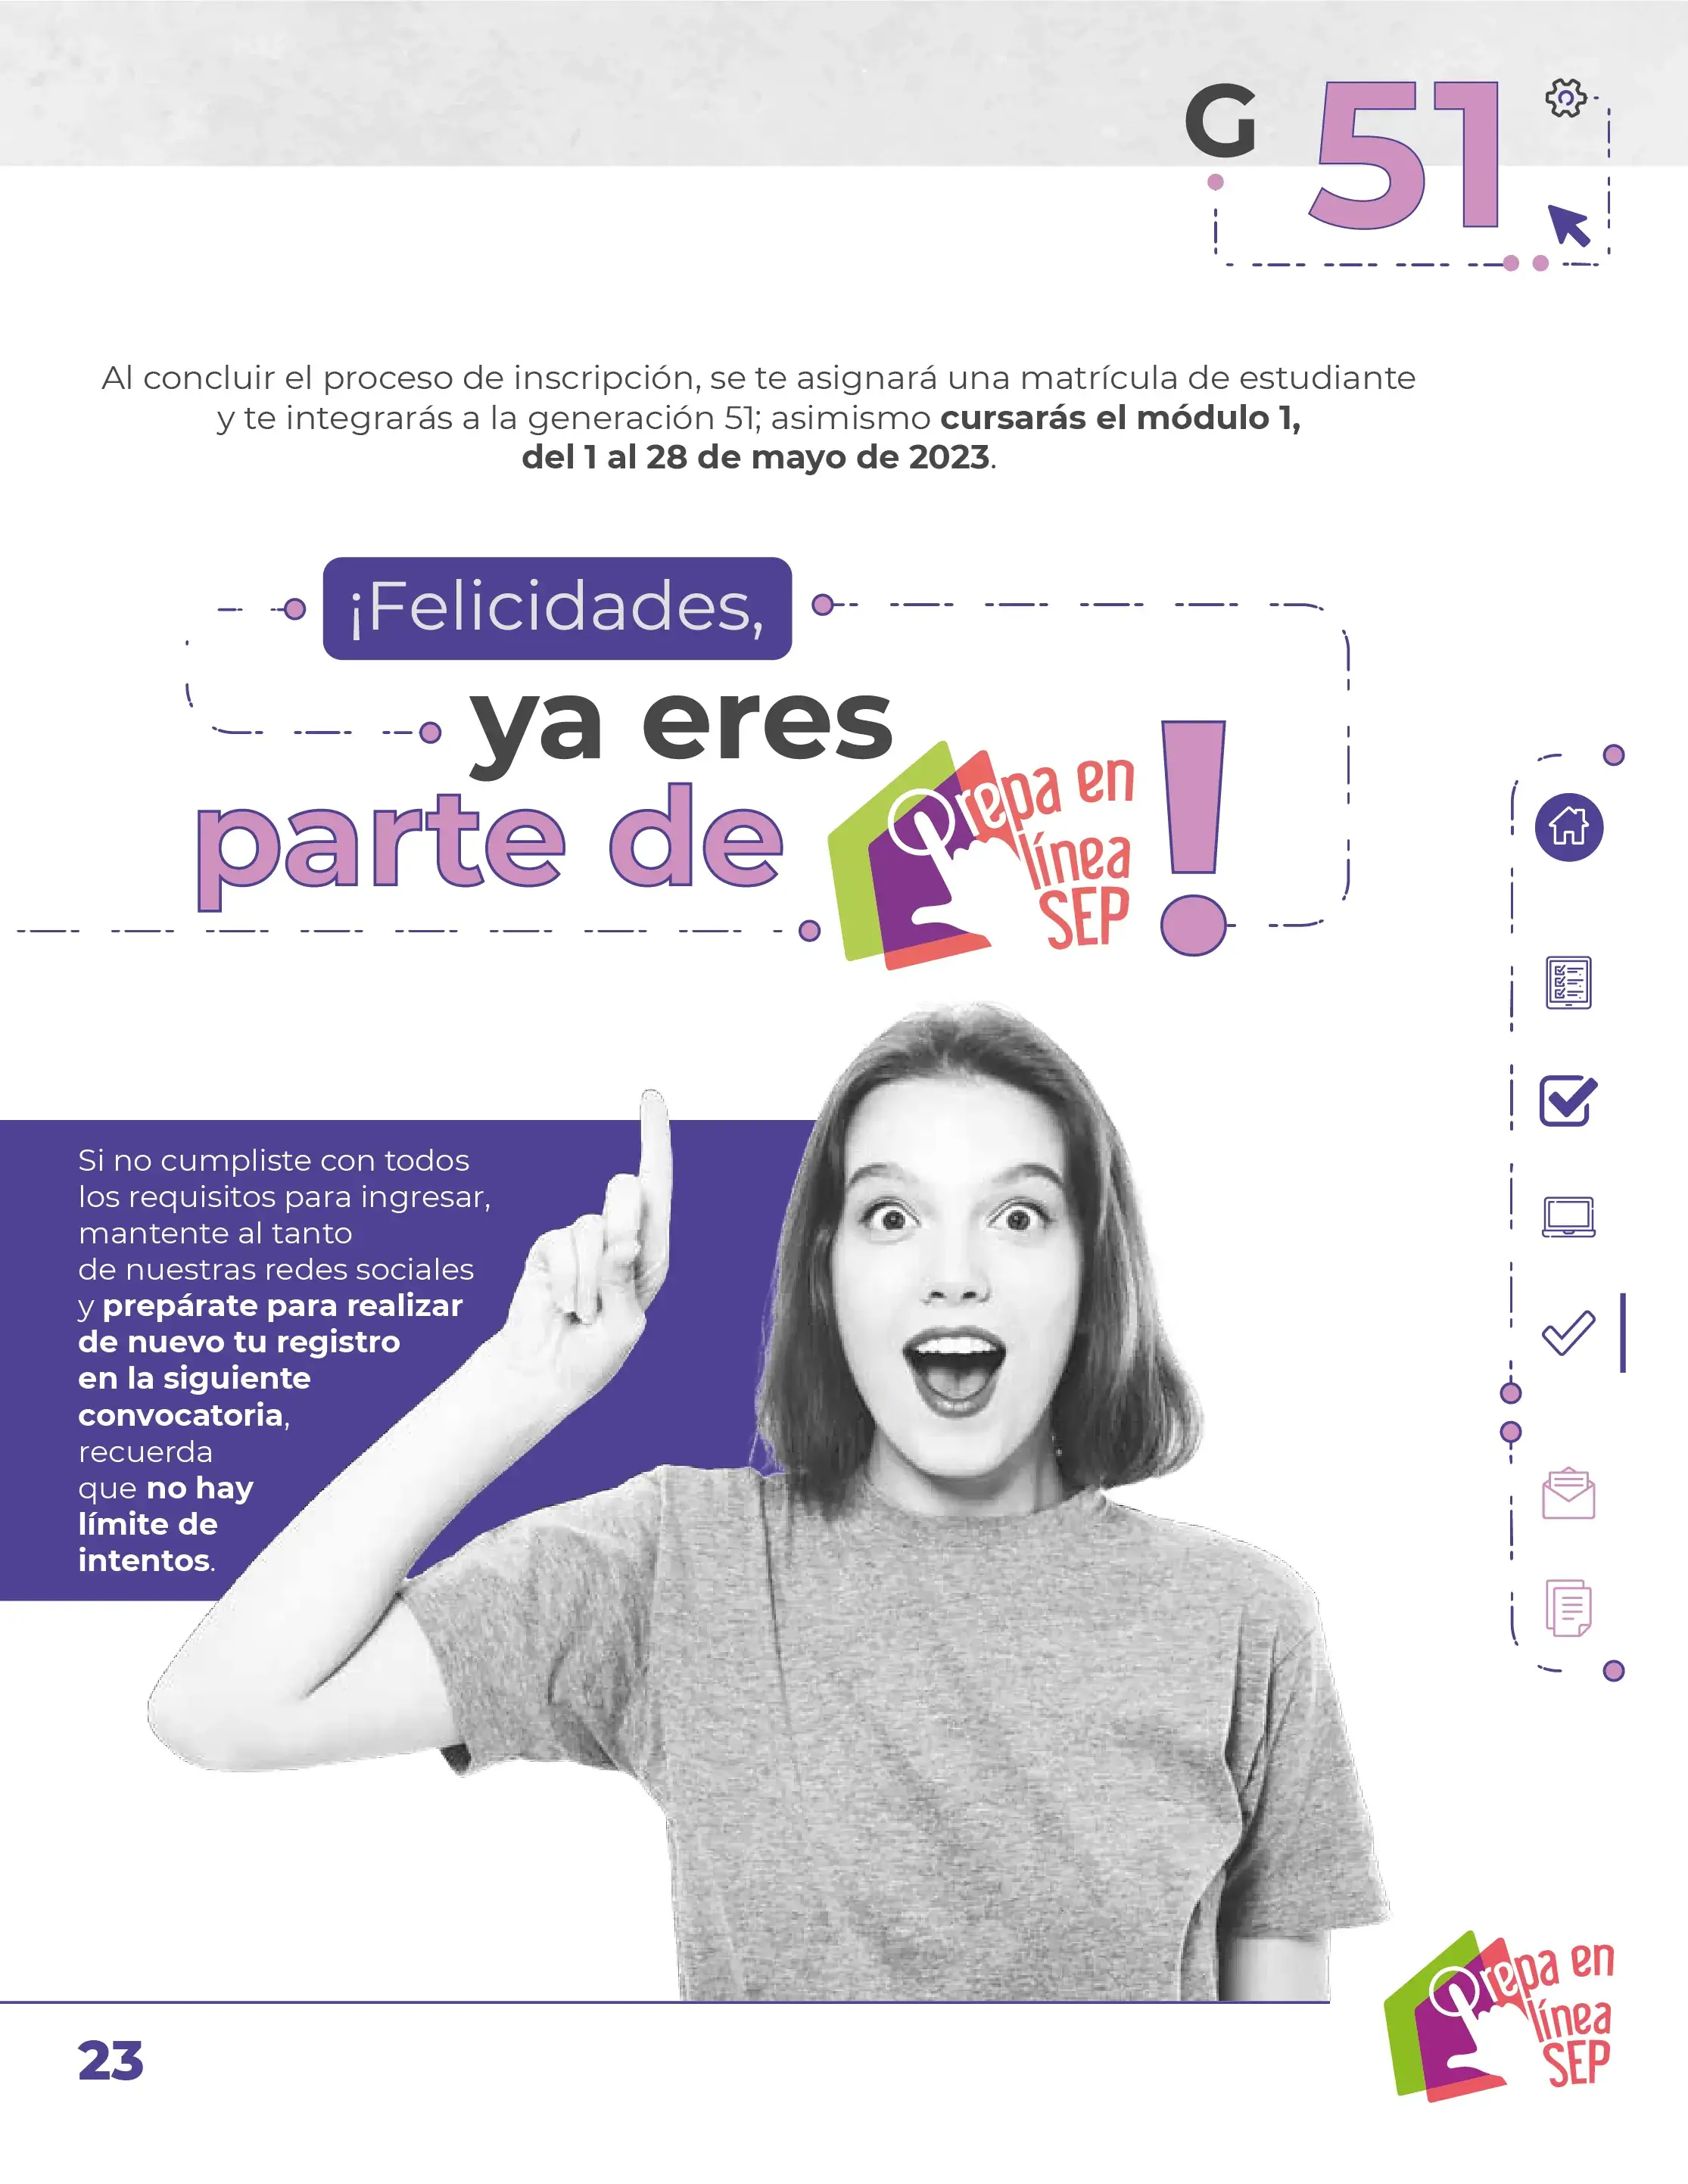 G 51
Al concluir el proceso de inscripción, se te asignará una matrícula de estudiante
y te integrarás a la generación 51; asimismo cursarás el módulo 1,
del 1 al 28 de mayo de 2023.
¡Felicidades,
ya eres
parte de
Prepa en
línea
SEP
!
Si no cumpliste con todos
los requisitos para ingresar,
mantente al tanto
de nuestras redes sociales
y prepárate para realizar
de nuevo tu registro
en la siguiente
convocatoria,
recuerda
que no hay
límite de
intentos.
23
Prepa en
línea
SEP